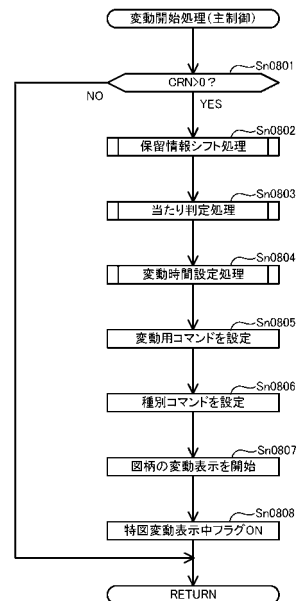 変動開始処理(主制御)
Sn0801
CRN>0?
NO
YES
Sn0802
保留情報シフト処理
Sn0803
当たり判定処理
Sn0804
変動時間設定処理
Sn0805
変動用コマンドを設定
Sn0806
種別コマンドを設定
Sn0807
図柄の変動表示を開始
Sn0808
特図変動表示中フラグON
RETURN